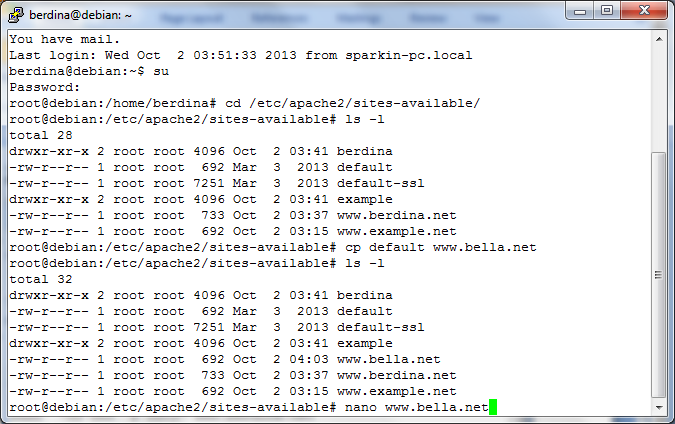 berdina@debian: ~
You have mail.
Last login: Wed Oct  2 03:51:33 2013 from sparkin-pc.local
berdina@debian:~$ su
Password:
root@debian:/home/berdina# cd /etc/apache2/sites-available/
root@debian:/etc/apache2/sites-available# ls -l
total 28
drwxr-xr-x 2 root root 4096 Oct  2 03:41 berdina
-rw-r--r-- 1 root root  692 Mar  3  2013 default
-rw-r--r-- 1 root root 7251 Mar  3  2013 default-ssl
drwxr-xr-x 2 root root 4096 Oct  2 03:41 example
-rw-r--r-- 1 root root  733 Oct  2 03:37 www.berdina.net
-rw-r--r-- 1 root root  692 Oct  2 03:15 www.example.net
root@debian:/etc/apache2/sites-available# cp default www.bella.net
root@debian:/etc/apache2/sites-available# ls -l
total 32
drwxr-xr-x 2 root root 4096 Oct  2 03:41 berdina
-rw-r--r-- 1 root root  692 Mar  3  2013 default
-rw-r--r-- 1 root root 7251 Mar  3  2013 default-ssl
drwxr-xr-x 2 root root 4096 Oct  2 03:41 example
-rw-r--r-- 1 root root  692 Oct  2 04:03 www.bella.net
-rw-r--r-- 1 root root  733 Oct  2 03:37 www.berdina.net
-rw-r--r-- 1 root root  692 Oct  2 03:15 www.example.net
root@debian:/etc/apache2/sites-available# nano www.bella.net